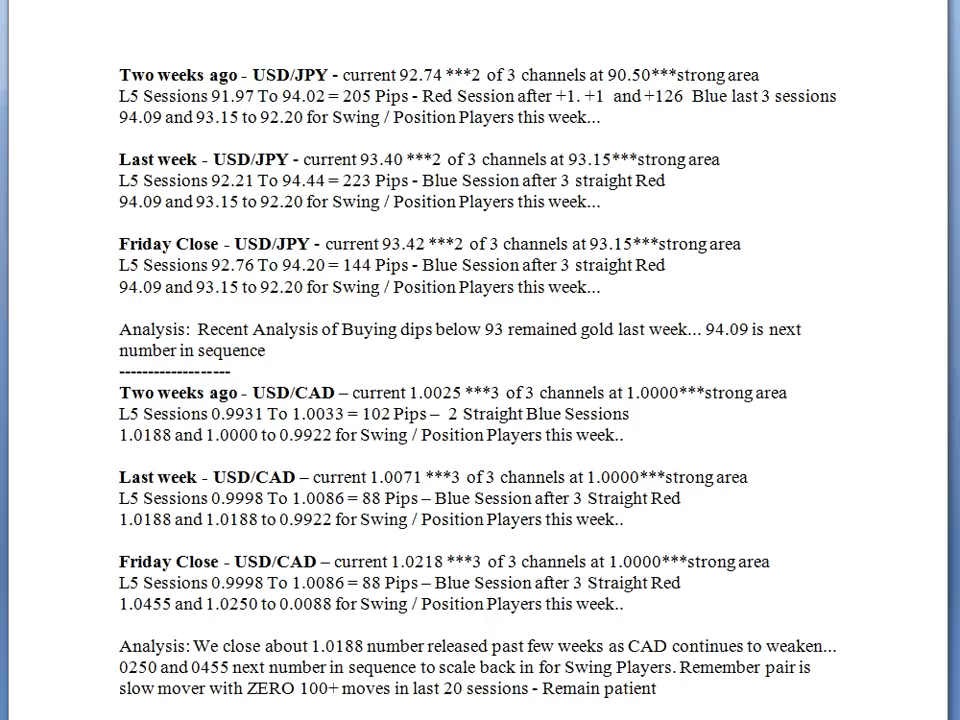 Two weeks ago - USD/JPY - current 92.74 ***2 of 3 channels at 90.50***strong area
L5 Sessions 91.97 To 94.02 = 205 Pips - Red Session after +1. +1 and +126 Blue last 3 sessions
94.09 and 93.15 to 92.20 for Swing / Position Players this week...
Last week - USD/JPY - current 93.40 ***2 of 3 channels at 93.15***strong area
L5 Sessions 92.21 To 94.44 = 223 Pips - Blue Session after 3 straight Red
94.09 and 93.15 to 92.20 for Swing / Position Players this week...
Friday Close - USD/JPY - current 93.42 ***2 of 3 channels at 93.15***strong area
L5 Sessions 92.76 To 94.20 = 144 Pips - Blue Session after 3 straight Red
94.09 and 93.15 to 92.20 for Swing / Position Players this week...
Analysis: Recent Analysis of Buying dips below 93 remained gold last week... 94.09 is next
number in sequence
-------------------
Two weeks ago - USD/CAD – current 1.0025 ***3 of 3 channels at 1.0000***strong area
L5 Sessions 0.9931 To 1.0033 = 102 Pips – 2 Straight Blue Sessions
1.0188 and 1.0000 to 0.9922 for Swing / Position Players this week..
Last week - USD/CAD – current 1.0071 ***3 of 3 channels at 1.0000***strong area
L5 Sessions 0.9998 To 1.0086 = 88 Pips – Blue Session after 3 Straight Red
1.0188 and 1.0188 to 0.9922 for Swing / Position Players this week..
Friday Close - USD/CAD – current 1.0218 ***3 of 3 channels at 1.0000***strong area
L5 Sessions 0.9998 To 1.0086 = 88 Pips – Blue Session after 3 Straight Red
1.0455 and 1.0250 to 0.0088 for Swing / Position Players this week..
Analysis: We close about 1.0188 number released past few weeks as CAD continues to weaken...
0250 and 0455 next number in sequence to scale back in for Swing Players. Remember pair is
slow mover with ZERO 100+ moves in last 20 sessions - Remain patient